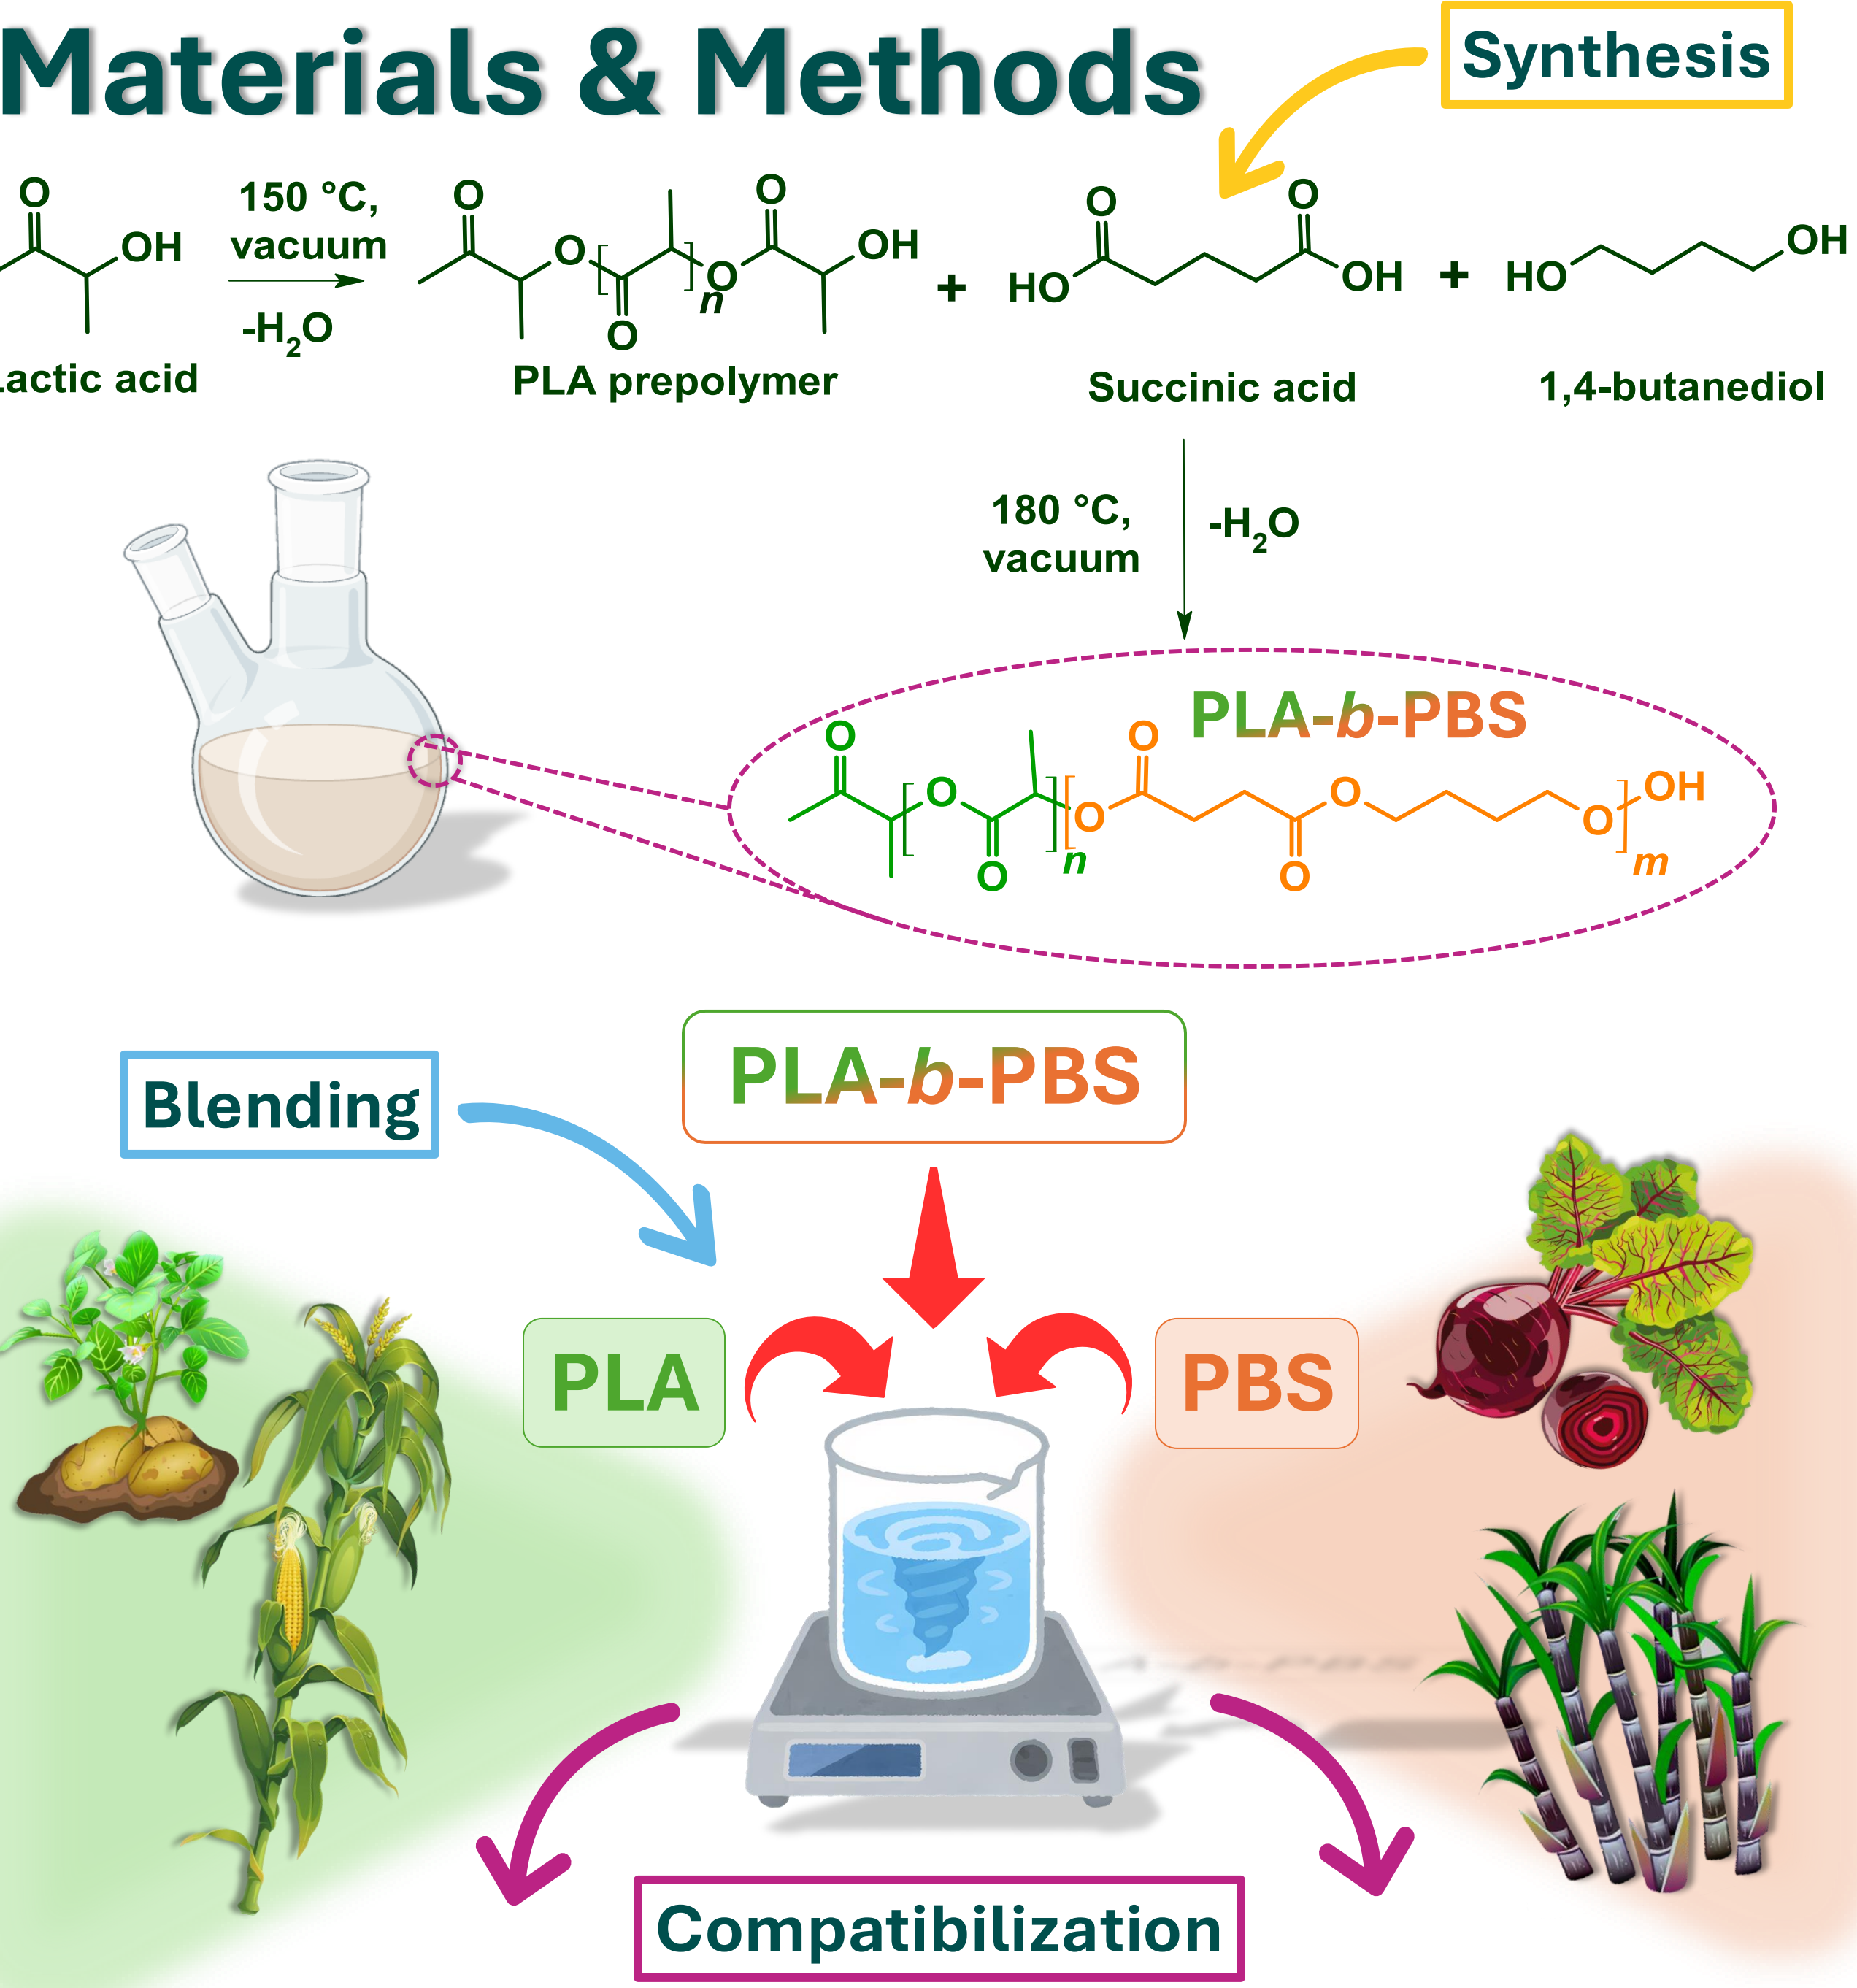 Materials & Methods
Synthesis
O
OH
150 °C,
vacuum
-H2O
O
O
O
n
O
O
OH
+
HO
O
O
OH
+
HO
OH
actic acid
PLA prepolymer
Succinic acid
1,4-butanediol
180 °C,
vacuum
-H2O
PLA-b-PBS
O
O
O
n
O
O
O
O
O
OH
m
PLA-b-PBS
Blending
PLA
PBS
Compatibilization